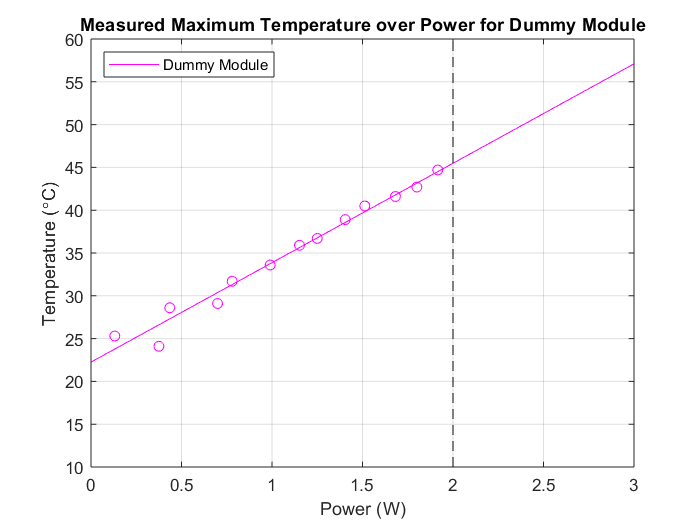 Measured Maximum Temperature over Power for Dummy Module
Dummy Module
Temperature (°C)
60
55
50
45
40
35
30
25
20
15
10
0 0.5 1 1.5 2 2.5 3
Power (W)